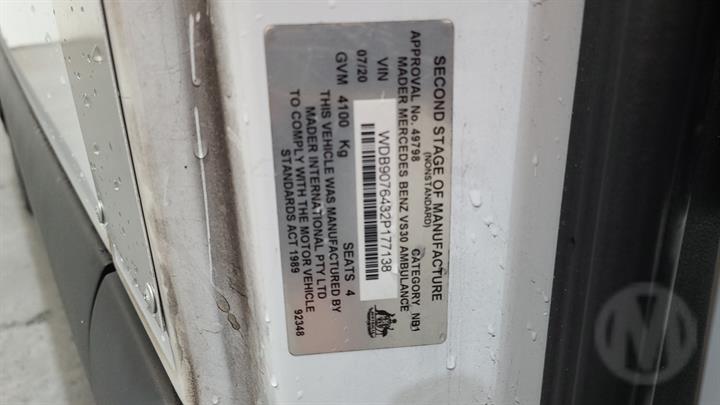 SECOND STAGE OF MANUFACTURE
(NONSTANDARD)
APPROVAL No. 49798 CATEGORY NB1
MADER MERCEDES BENZ VS30 AMBULANCE
VIN WDB9076432P177138
07/20
GVM 4100 Kg SEATS 4
THIS VEHICLE WAS MANUFACTURED BY
MADER INTERNATIONAL PTY LTD
TO COMPLY WITH THE MOTOR VEHICLE
STANDARDS ACT 1989
92348
M